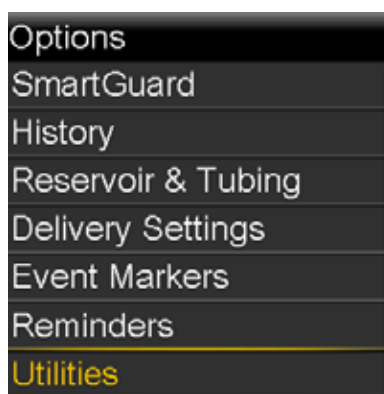 Options
SmartGuard
History
Reservoir & Tubing
Delivery Settings
Event Markers
Reminders
Utilities